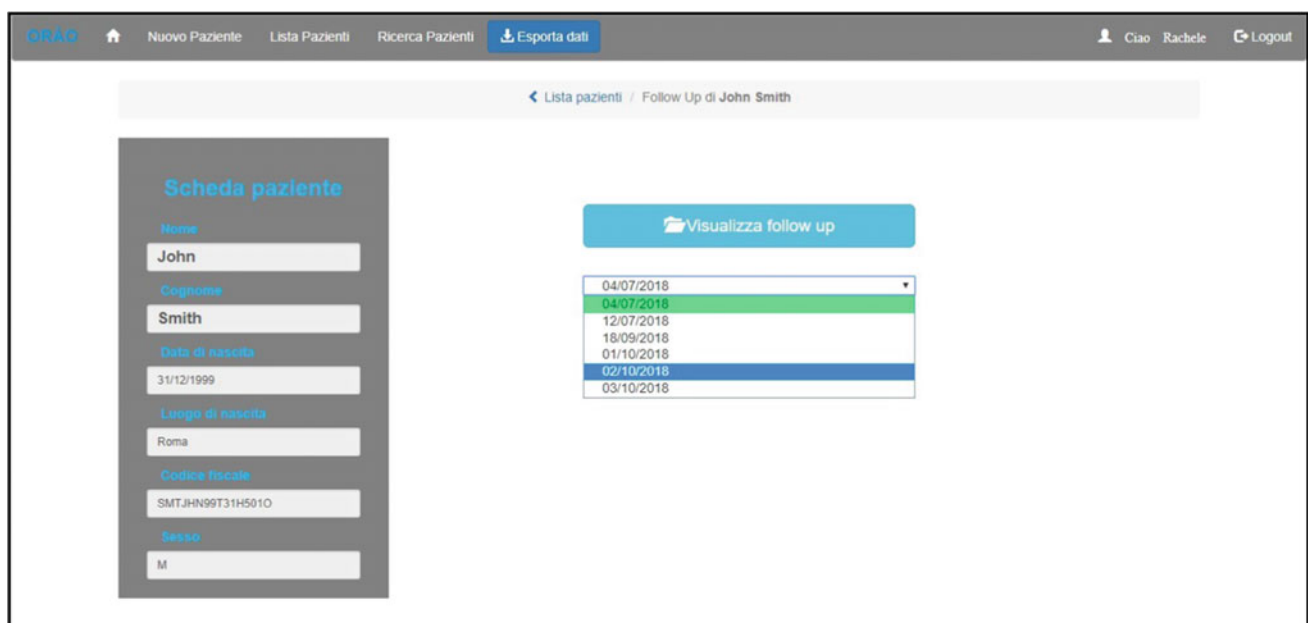 ORÀO Nuovo Paziente Lista Pazienti Ricerca Pazienti Esporta dati Ciao Rachele Logout
Lista pazienti / Follow Up di John Smith
Scheda paziente
Nome
John
Cognome
Smith
Data di nascita
31/12/1999
Luogo di nascita
Roma
Codice fiscale
SMTJHN99T31H501O
Sesso
M
Visualizza follow up
04/07/2018
04/07/2018
12/07/2018
18/09/2018
01/10/2018
02/10/2018
03/10/2018